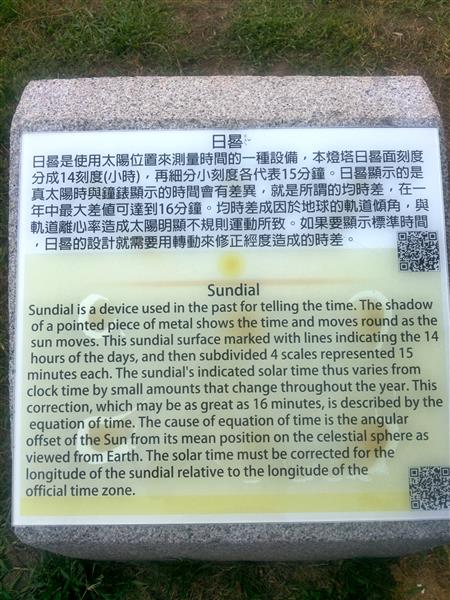 日晷
日晷是使用太陽位置來測量時間的一種設備，本燈塔日晷面刻度
分成14刻度(小時)，再細分小刻度各代表15分鐘。日晷顯示的是
真太陽時與鐘錶顯示的時間會有差異，就是所謂的均時差，在一
年中最大差值可達到16分鐘。均時差成因於地球的軌道傾角，與
軌道離心率造成太陽明顯不規則運動所致。如果要顯示標準時間
，日晷的設計就需要用轉動來修正經度造成的時差。
Sundial
Sundial is a device used in the past for telling the time. The shadow
of a pointed piece of metal shows the time and moves round as the
sun moves. This sundial surface marked with lines indicating the 14
hours of the days, and then subdivided 4 scales represented 15
minutes each. The sundial's indicated solar time thus varies from
clock time by small amounts that change throughout the year. This
correction, which may be as great as 16 minutes, is described by the
equation of time. The cause of equation of time is the angular
offset of the Sun from its mean position on the celestial sphere as
viewed from Earth. The solar time must be corrected for the
longitude of the sundial relative to the longitude of the
official time zone.